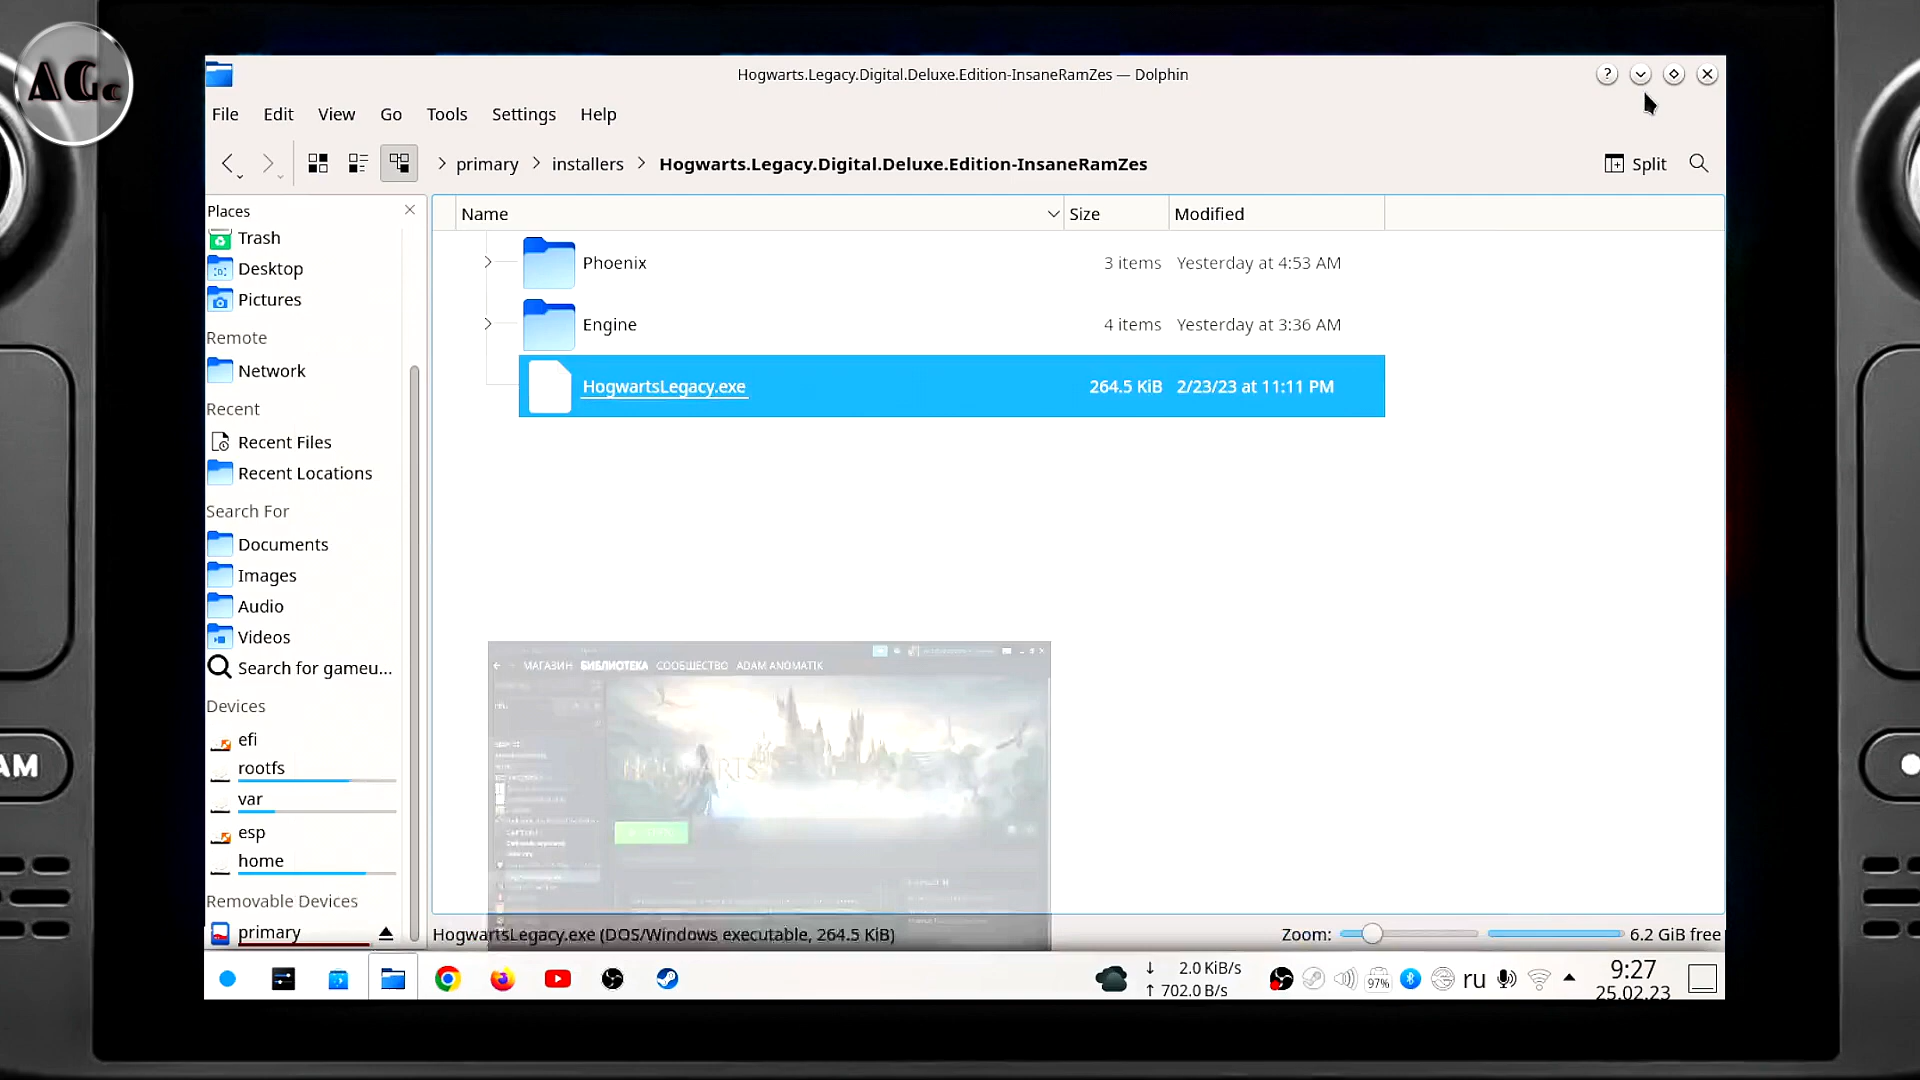 AGc
Hogwarts.Legacy.Digital.Deluxe.Edition-InsaneRamZes — Dolphin
File Edit View Go Tools Settings Help
primary installers Hogwarts.Legacy.Digital.Deluxe.Edition-InsaneRamZes
Split
Places
Name Size Modified
Trash
Desktop
Pictures
Remote
Network
Recent
Recent Files
Recent Locations
Search For
Documents
Images
Audio
Videos
Search for gameu...
Devices
efi
rootfs
var
esp
home
Removable Devices
primary
Phoenix 3 items Yesterday at 4:53 AM
Engine 4 items Yesterday at 3:36 AM
HogwartsLegacy.exe 264.5 KiB 2/23/23 at 11:11 PM
МАГАЗИН БИБЛИОТЕКА СООБЩЕСТВО ADAM ANOMATIK
HogwartsLegacy.exe (DOS/Windows executable, 264.5 KiB)
Zoom: 6.2 GiB free
AM
↓ 2.0 KiB/s
↑ 702.0 B/s
97%
ru
9:27
25.02.23